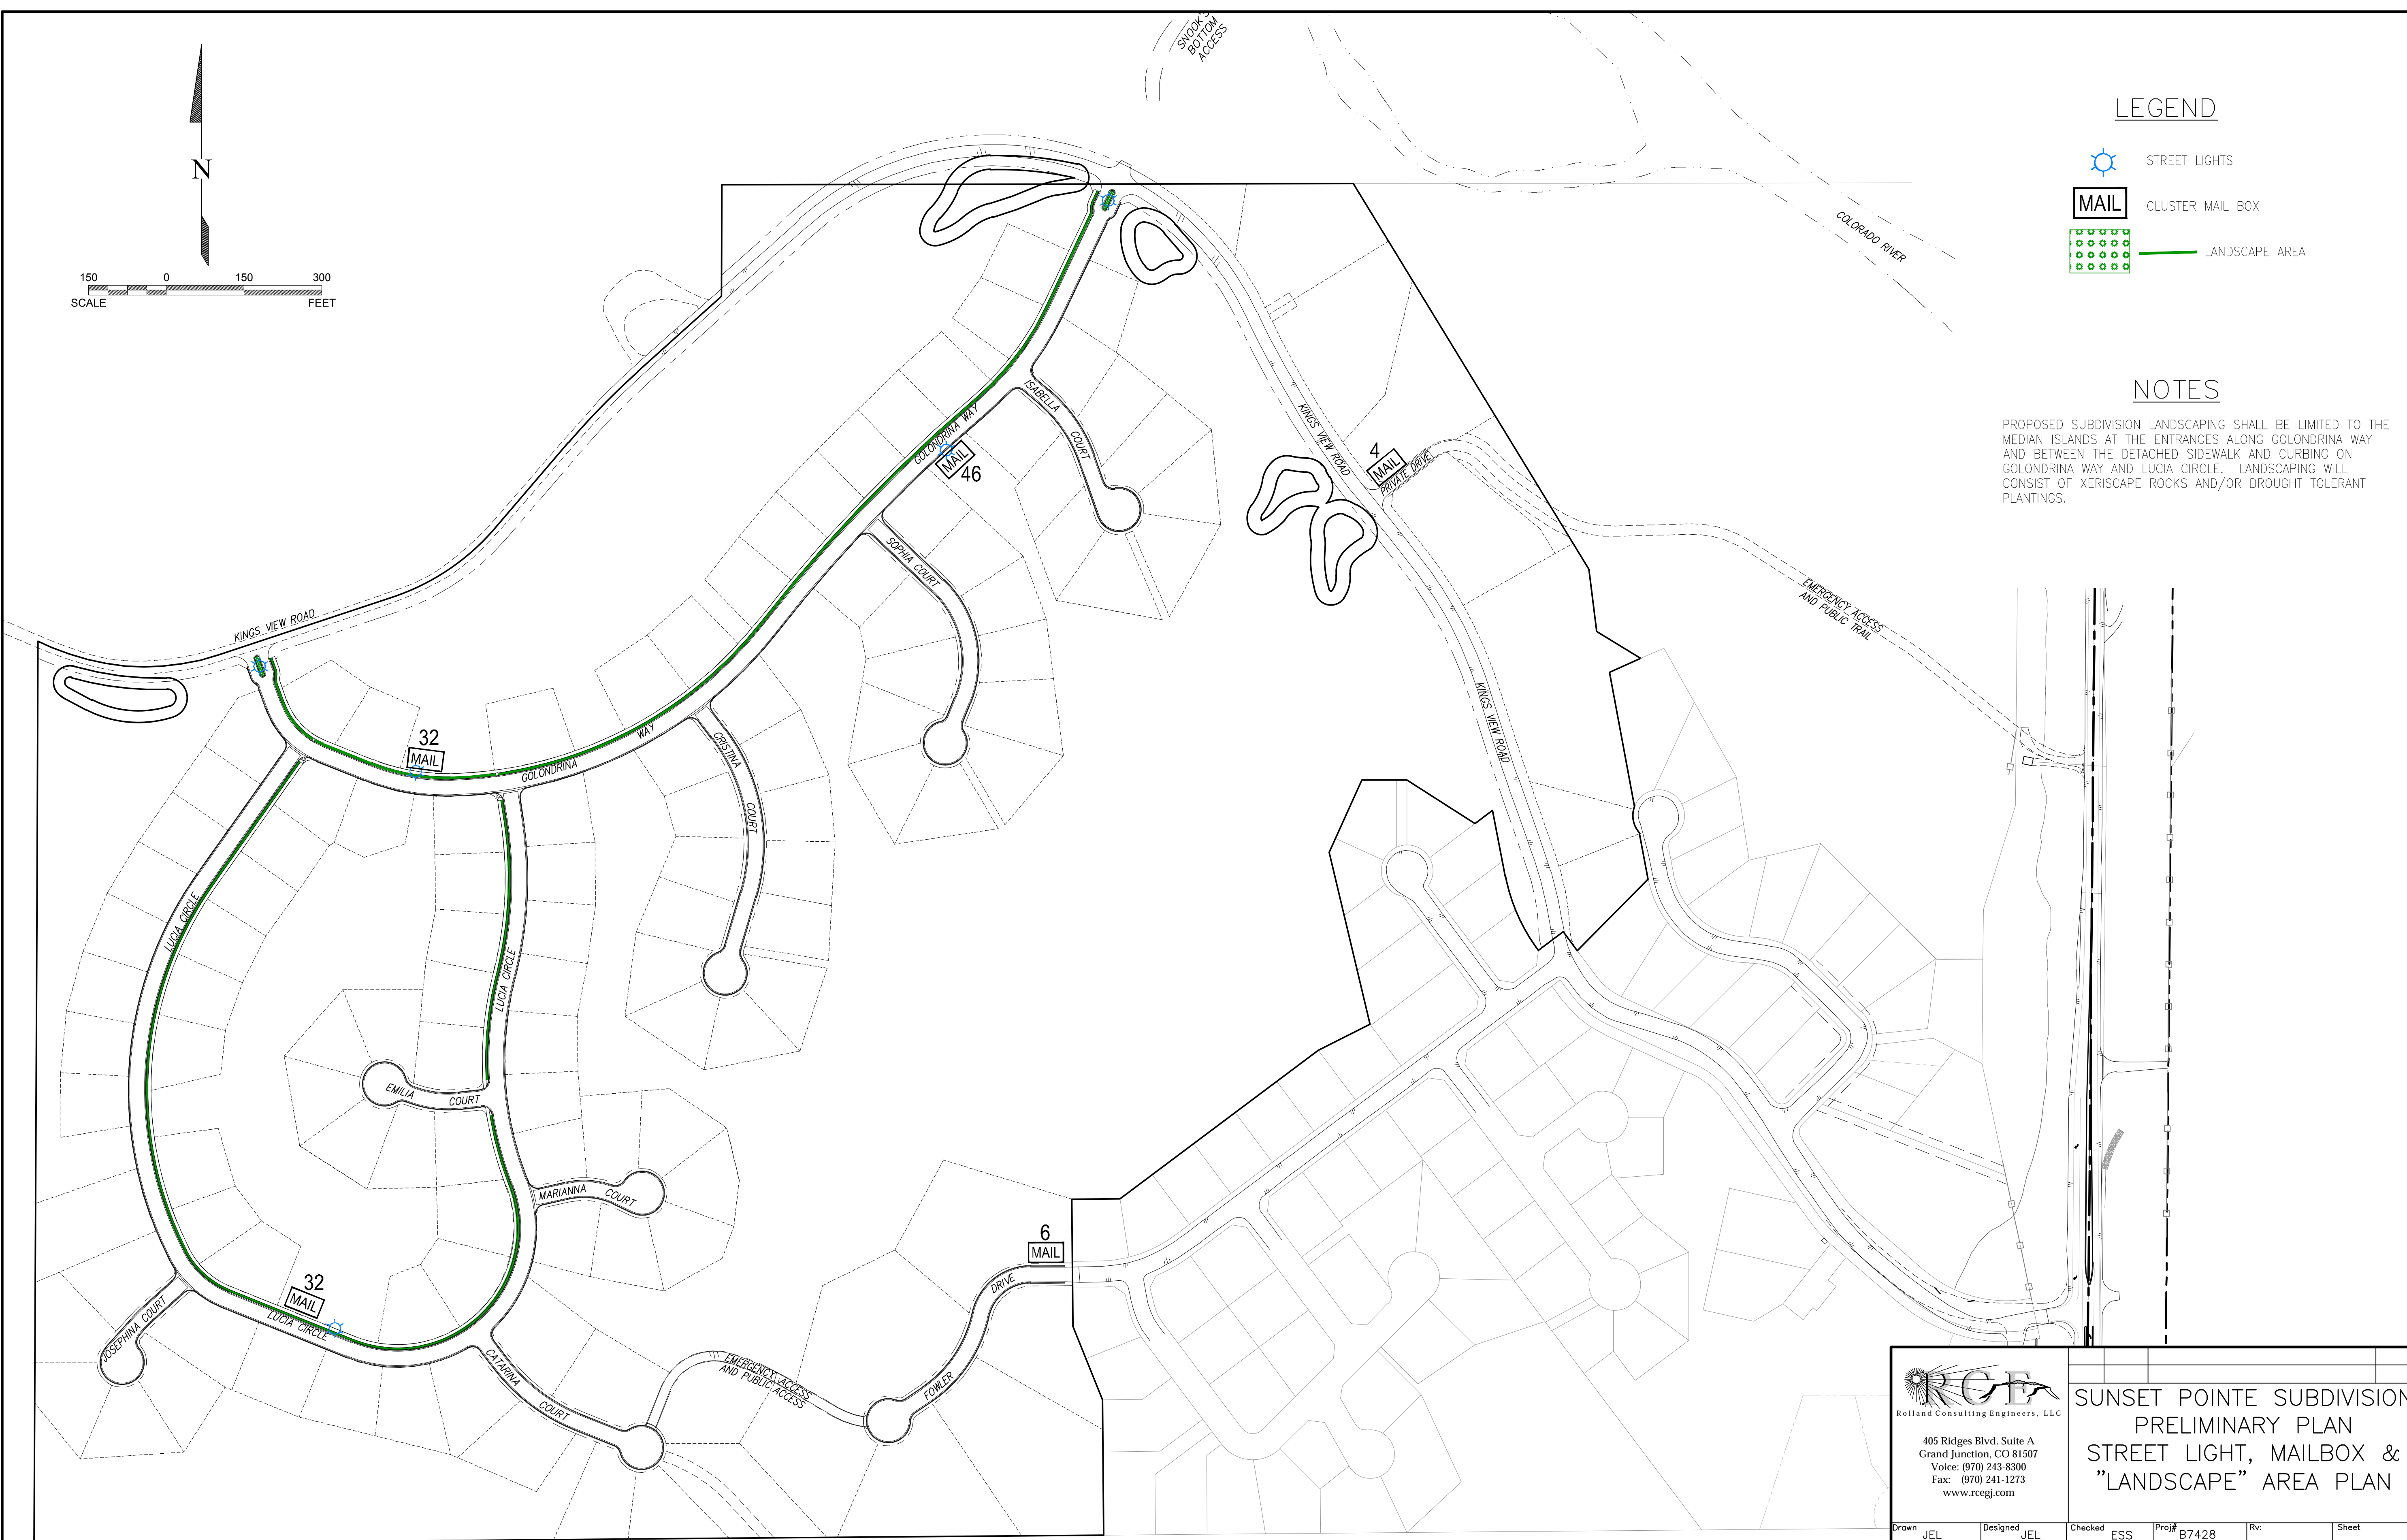 SNOOK'S
BOTTOM
ACCESS
N
150 0 150 300
SCALE FEET
LEGEND
STREET LIGHTS
MAIL CLUSTER MAIL BOX
LANDSCAPE AREA
COLORADO RIVER
NOTES
PROPOSED SUBDIVISION LANDSCAPING SHALL BE LIMITED TO THE
MEDIAN ISLANDS AT THE ENTRANCES ALONG GOLONDRINA WAY
AND BETWEEN THE DETACHED SIDEWALK AND CURBING ON
GOLONDRINA WAY AND LUCIA CIRCLE. LANDSCAPING WILL
CONSIST OF XERISCAPE ROCKS AND/OR DROUGHT TOLERANT
PLANTINGS.
ISABELLA
COURT
GOLONDRINA WAY
MAIL
46
KINGS VIEW ROAD
4
MAIL
PRIVATE DRIVE
SOPHIA COURT
EMERGENCY ACCESS
AND PUBLIC TRAIL
KINGS VIEW ROAD
KINGS VIEW ROAD
32
MAIL
GOLONDRINA
WAY
CRISTINA
COURT
LUCIA CIRCLE
LUCIA CIRCLE
EMILIA
COURT
MARIANNA
COURT
6
MAIL
DRIVE
FOWLER
32
MAIL
LUCIA CIRCLE
JOSEPHINA COURT
CATARINA
COURT
EMERGENCY ACCESS
AND PUBLIC ACCESS
RCE
Rolland Consulting Engineers, LLC
405 Ridges Blvd. Suite A
Grand Junction, CO 81507
Voice: (970) 243-8300
Fax: (970) 241-1273
www.rcegj.com
SUNSET POINTE SUBDIVISION
PRELIMINARY PLAN
STREET LIGHT, MAILBOX &
"LANDSCAPE" AREA PLAN
Drawn JEL Designed JEL Checked ESS Proj# B7428 Rv: Sheet